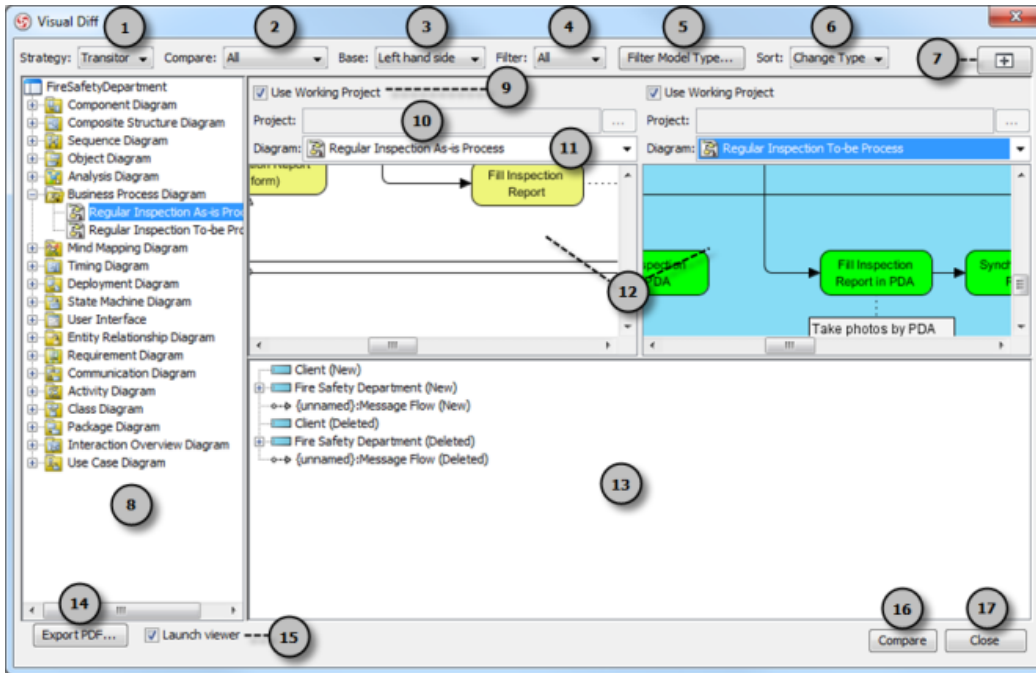 Visual Diff
1
2
3
4
5
6
7
Strategy: Transitor Compare: All Base: Left hand side Filter: All Filter Model Type... Sort: Change Type
FireSafetyDepartment
Component Diagram
Composite Structure Diagram
Sequence Diagram
Object Diagram
Analysis Diagram
Business Process Diagram
Regular Inspection As-is Proc
Regular Inspection To-be Pro
Mind Mapping Diagram
Timing Diagram
Deployment Diagram
State Machine Diagram
User Interface
Entity Relationship Diagram
Requirement Diagram
Communication Diagram
Activity Diagram
Class Diagram
Package Diagram
Interaction Overview Diagram
Use Case Diagram
8
Use Working Project
9
Project:
10
...
Diagram: Regular Inspection As-is Process
11
Report
form)
Fill Inspection
Report
12
Use Working Project
Project:
...
Diagram: Regular Inspection To-be Process
PDA
Fill Inspection
Report in PDA
Take photos by PDA
Client (New)
Fire Safety Department (New)
{unnamed}:Message Flow (New)
Client (Deleted)
Fire Safety Department (Deleted)
{unnamed}:Message Flow (Deleted)
13
14
Export PDF...
Launch viewer
15
16
17
Compare
Close